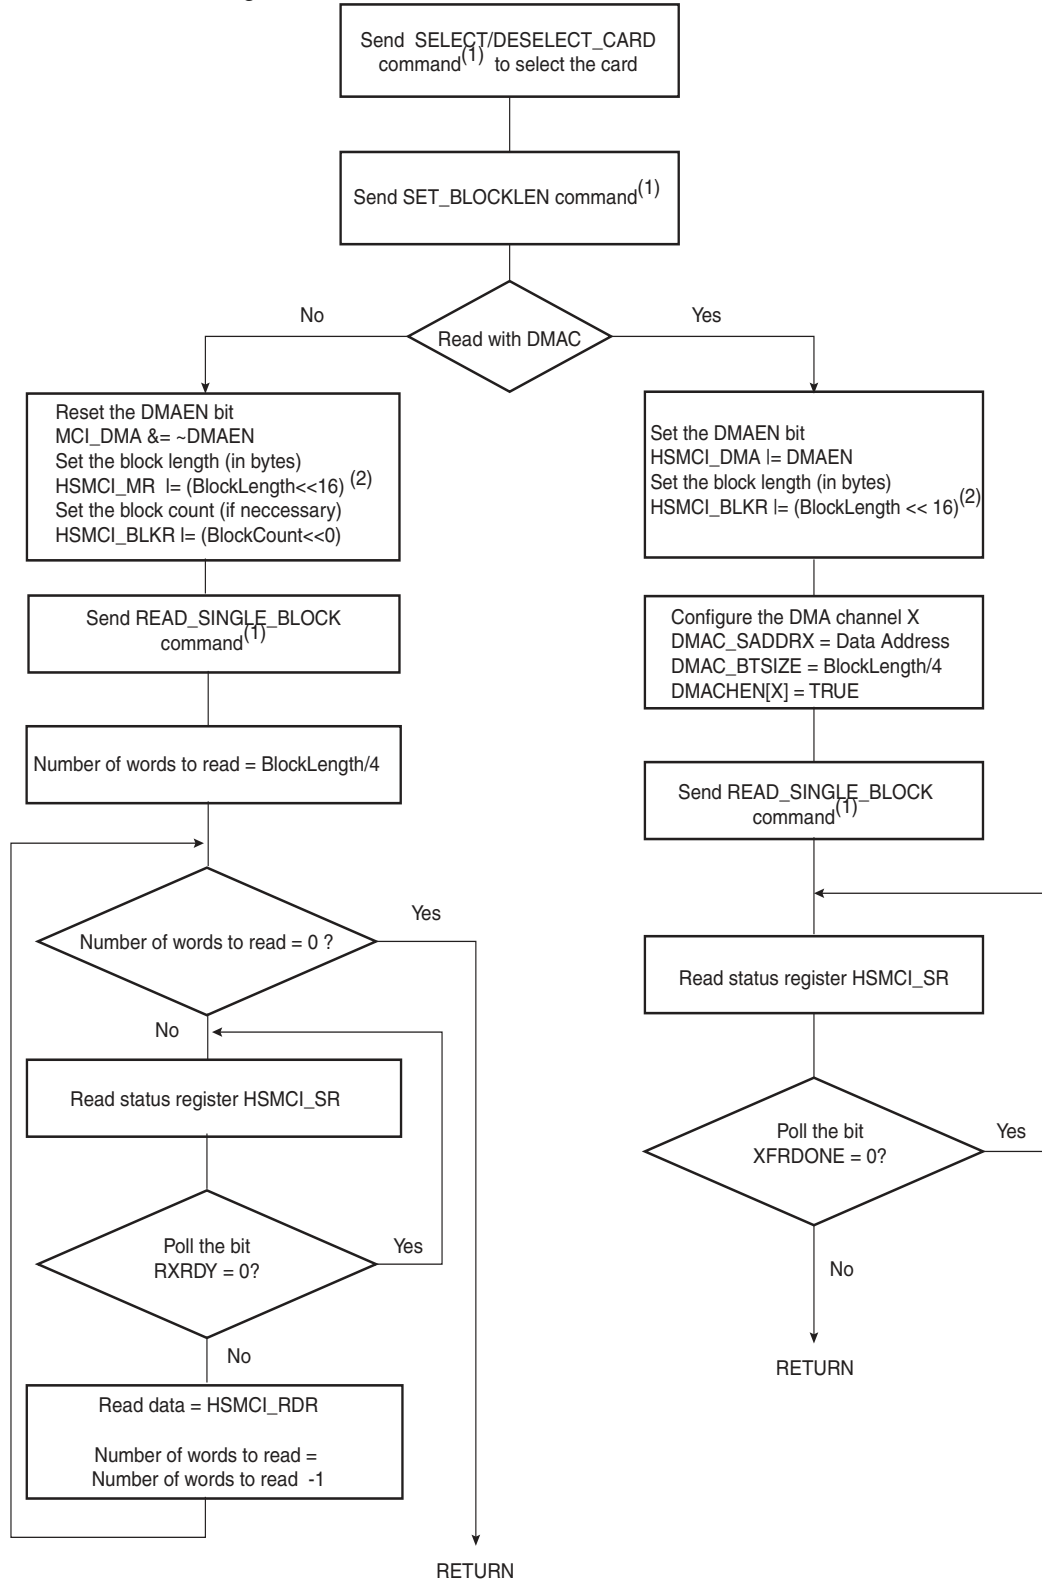 Send SELECT/DESELECT_CARD
command(1) to select the card
Send SET_BLOCKLEN command(1)
No
Yes
Read with DMAC
Reset the DMAEN bit
MCI_DMA &= ~DMAEN
Set the block length (in bytes)
HSMCI_MR |= (BlockLength<<16) (2)
Set the block count (if neccessary)
HSMCI_BLKR |= (BlockCount<<0)
Send READ_SINGLE_BLOCK
command(1)
Number of words to read = BlockLength/4
Number of words to read = 0 ?
Yes
No
Read status register HSMCI_SR
Poll the bit
RXRDY = 0?
Yes
No
Read data = HSMCI_RDR
Number of words to read =
Number of words to read -1
RETURN
Set the DMAEN bit
HSMCI_DMA |= DMAEN
Set the block length (in bytes)
HSMCI_BLKR |= (BlockLength << 16)(2)
Configure the DMA channel X
DMAC_SADDRX = Data Address
DMAC_BTSIZE = BlockLength/4
DMACHEN[X] = TRUE
Send READ_SINGLE_BLOCK
command(1)
Read status register HSMCI_SR
Poll the bit
XFRDONE = 0?
Yes
No
RETURN